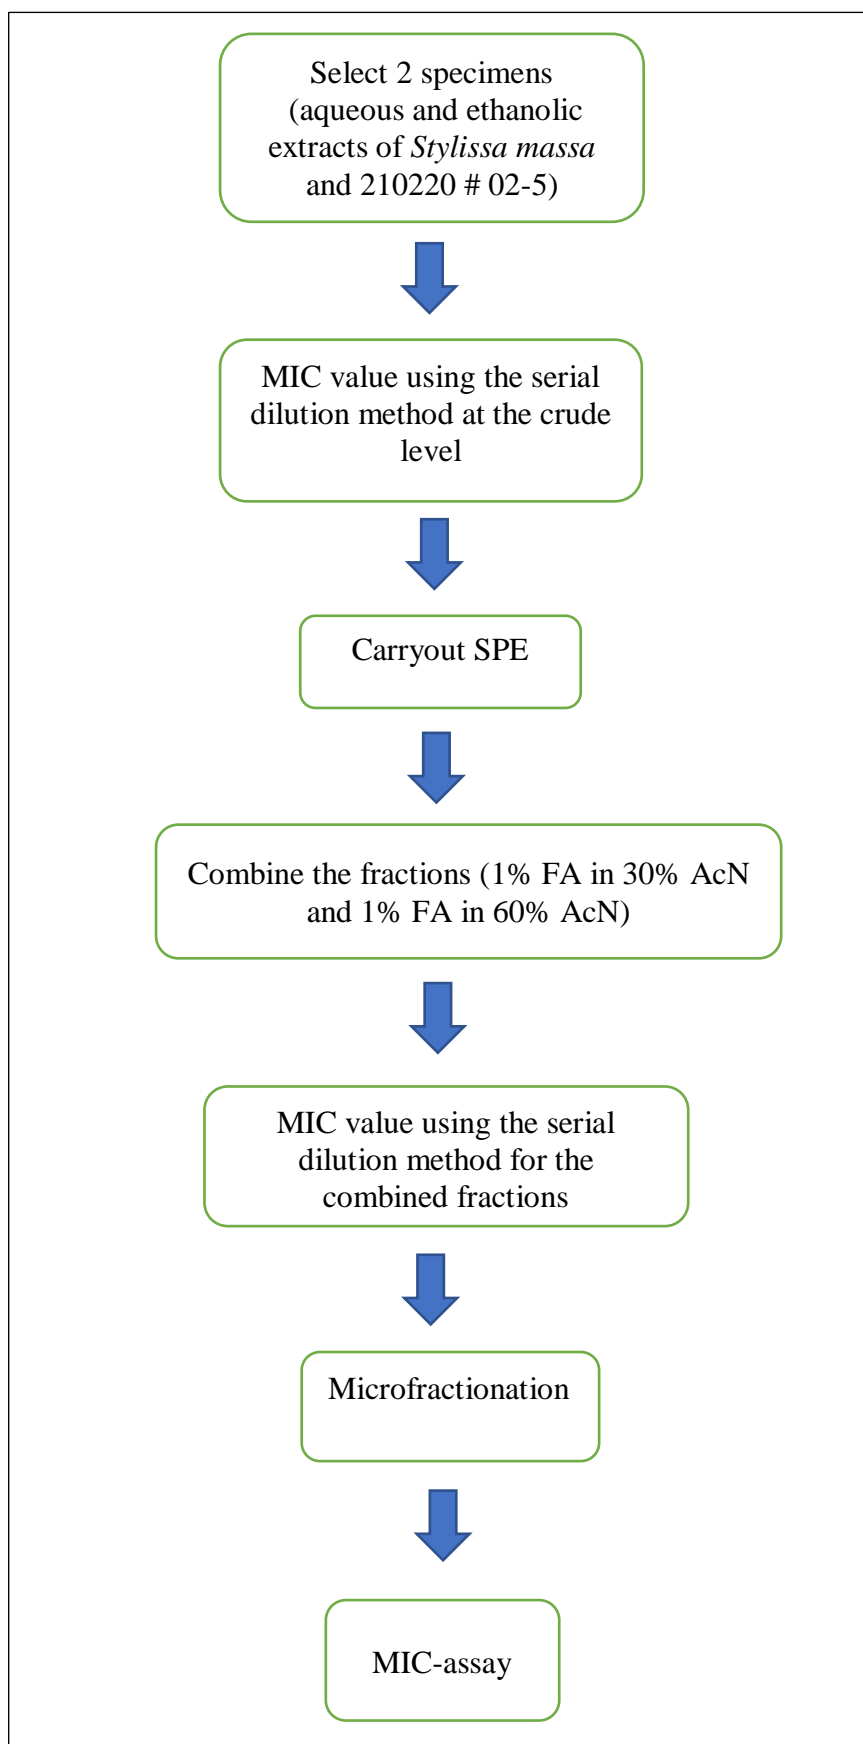 Select 2 specimens
(aqueous and ethanolic
extracts of Stylissa massa
and 210220 # 02-5)
MIC value using the serial
dilution method at the crude
level
Carryout SPE
Combine the fractions (1% FA in 30% AcN
and 1% FA in 60% AcN)
MIC value using the serial
dilution method for the
combined fractions
Microfractionation
MIC-assay